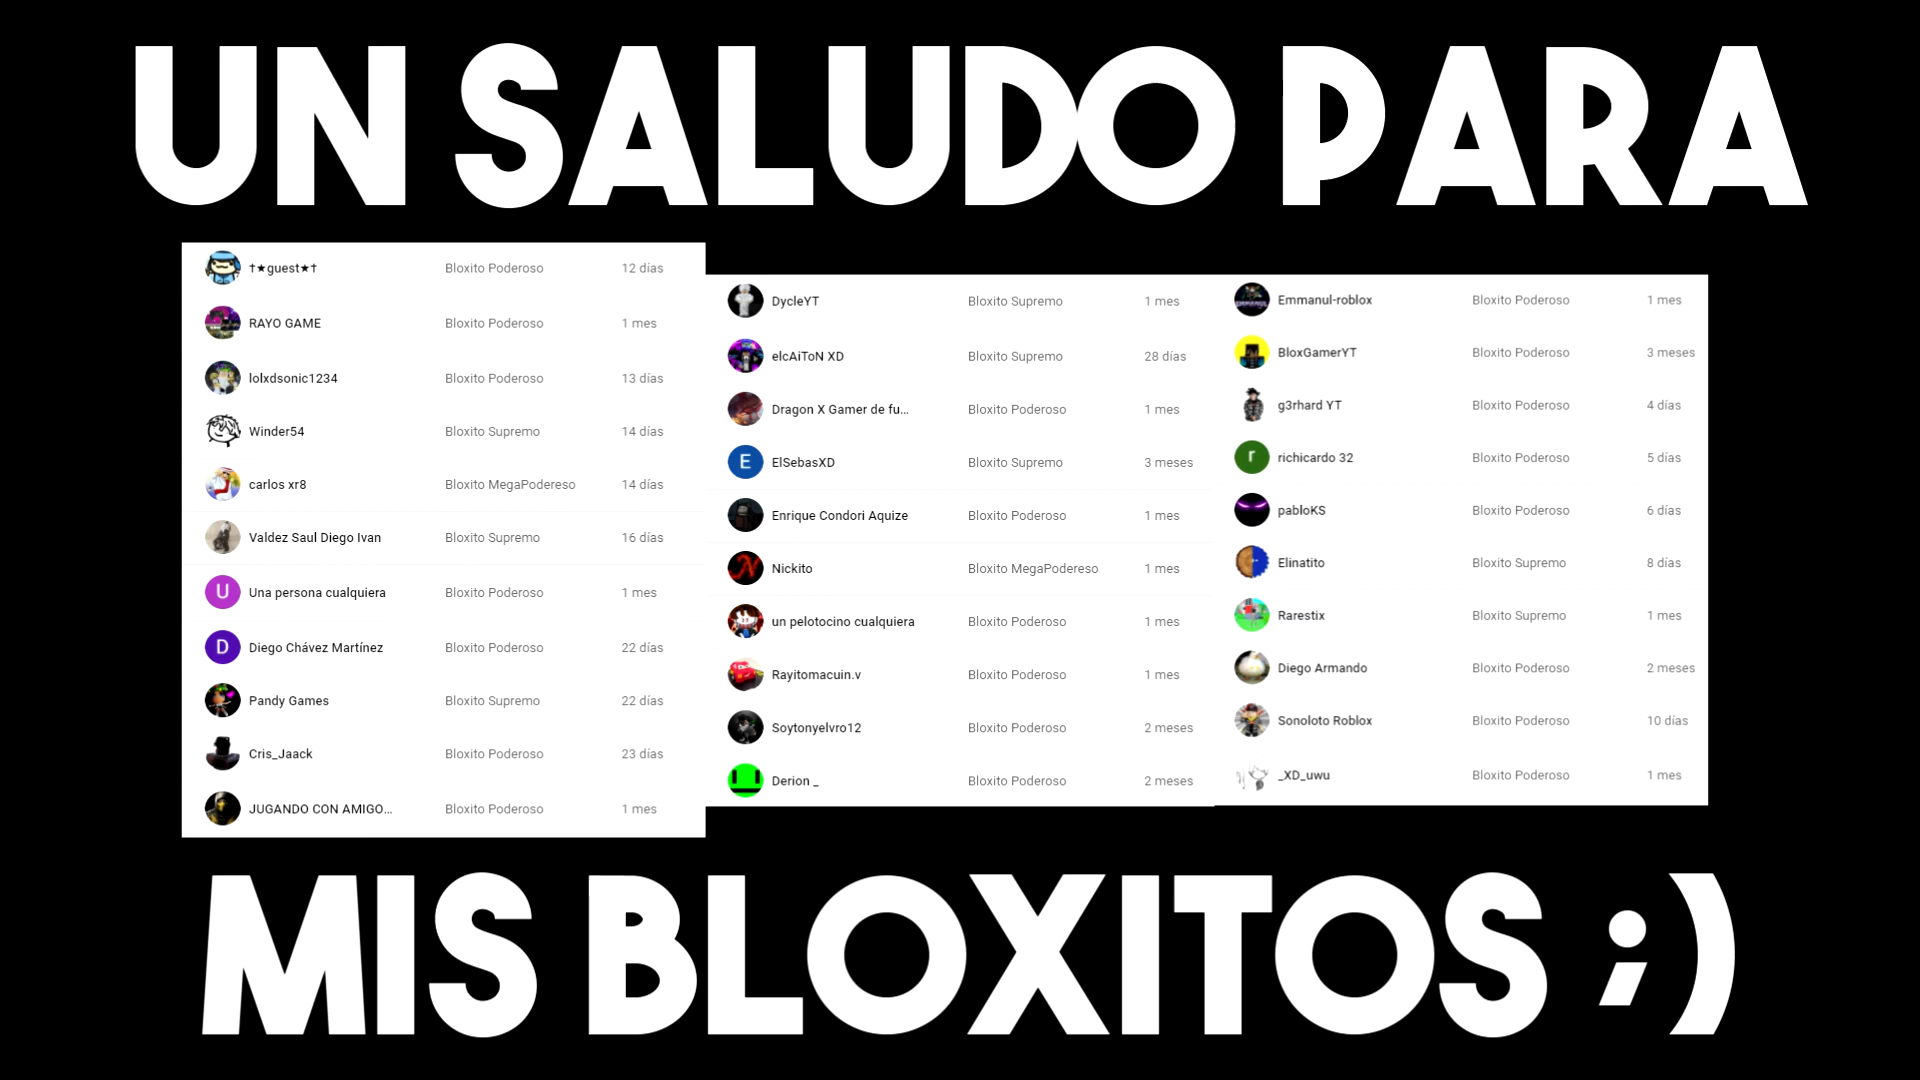 UN SALUDO PARA
†★guest★† Bloxito Poderoso 12 días
RAYO GAME Bloxito Poderoso 1 mes
lolxdsonic1234 Bloxito Poderoso 13 días
Winder54 Bloxito Supremo 14 días
carlos xr8 Bloxito MegaPodereso 14 días
Valdez Saul Diego Ivan Bloxito Supremo 16 días
U Una persona cualquiera Bloxito Poderoso 1 mes
D Diego Chávez Martínez Bloxito Poderoso 22 días
Pandy Games Bloxito Supremo 22 días
Cris_Jaack Bloxito Poderoso 23 días
JUGANDO CON AMIGO... Bloxito Poderoso 1 mes
DycleYT Bloxito Supremo 1 mes
elcAiToN XD Bloxito Supremo 28 días
Dragon X Gamer de fu... Bloxito Poderoso 1 mes
E ElSebasXD Bloxito Supremo 3 meses
Enrique Condori Aquize Bloxito Poderoso 1 mes
N Nickito Bloxito MegaPodereso 1 mes
un pelotocino cualquiera Bloxito Poderoso 1 mes
Rayitomacuin.v Bloxito Poderoso 1 mes
Soytonyelvro12 Bloxito Poderoso 2 meses
Derion _ Bloxito Poderoso 2 meses
Emmanul-roblox Bloxito Poderoso 1 mes
BloxGamerYT Bloxito Poderoso 3 meses
g3rhard YT Bloxito Poderoso 4 días
r richicardo 32 Bloxito Poderoso 5 días
pabloKS Bloxito Poderoso 6 días
Elinatito Bloxito Supremo 8 días
Rarestix Bloxito Supremo 1 mes
Diego Armando Bloxito Poderoso 2 meses
Sonoloto Roblox Bloxito Poderoso 10 días
_XD_uwu Bloxito Poderoso 1 mes
MIS BLOXITOS ;)